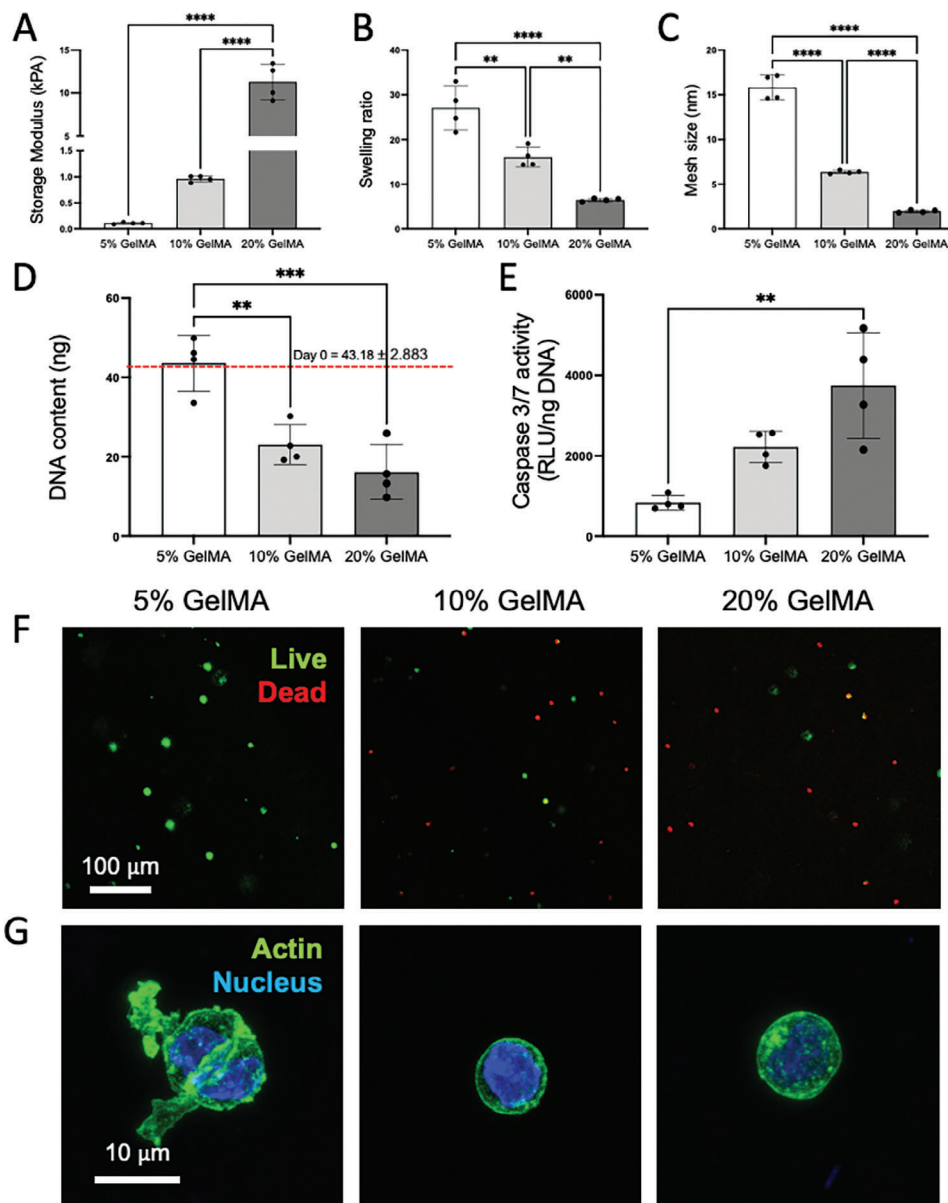 A
Storage Modulus (kPA)
15
10
5
1.5
1.0
0.5
0.0
****
****
5% GelMA 10% GelMA 20% GelMA
B
Swelling ratio
40
30
20
10
0
****
** **
5% GelMA 10% GelMA 20% GelMA
C
Mesh size (nm)
20
15
10
5
0
****
**** ****
5% GelMA 10% GelMA 20% GelMA
D
DNA content (ng)
60
40
20
0
***
**
Day 0 = 43.18 ± 2.883
5% GelMA 10% GelMA 20% GelMA
E
Caspase 3/7 activity
(RLU/ng DNA)
6000
4000
2000
0
**
5% GelMA 10% GelMA 20% GelMA
5% GelMA 10% GelMA 20% GelMA
F
Live
Dead
100 µm
G
Actin
Nucleus
10 µm